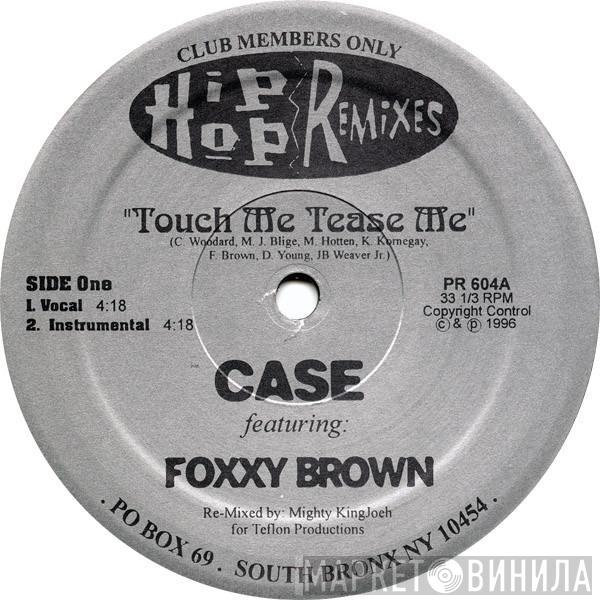 CLUB MEMBERS ONLY
HiP HoP REMiXES
"Touch Me Tease Me"
(C. Woodard, M. J. Blige, M. Hotten, K. Kornegay,
F. Brown, D. Young, JB Weaver Jr.)
SIDE One
1. Vocal 4:18
2. Instrumental 4:18
PR 604A
33 1/3 RPM
Copyright Control
© & ℗ 1996
CASE
featuring:
FOXXY BROWN
Re-Mixed by: Mighty KingJoeh
for Teflon Productions
. PO BOX 69 . SOUTH BRONX NY 10454 .
МАРКЕТ ВИНИЛА